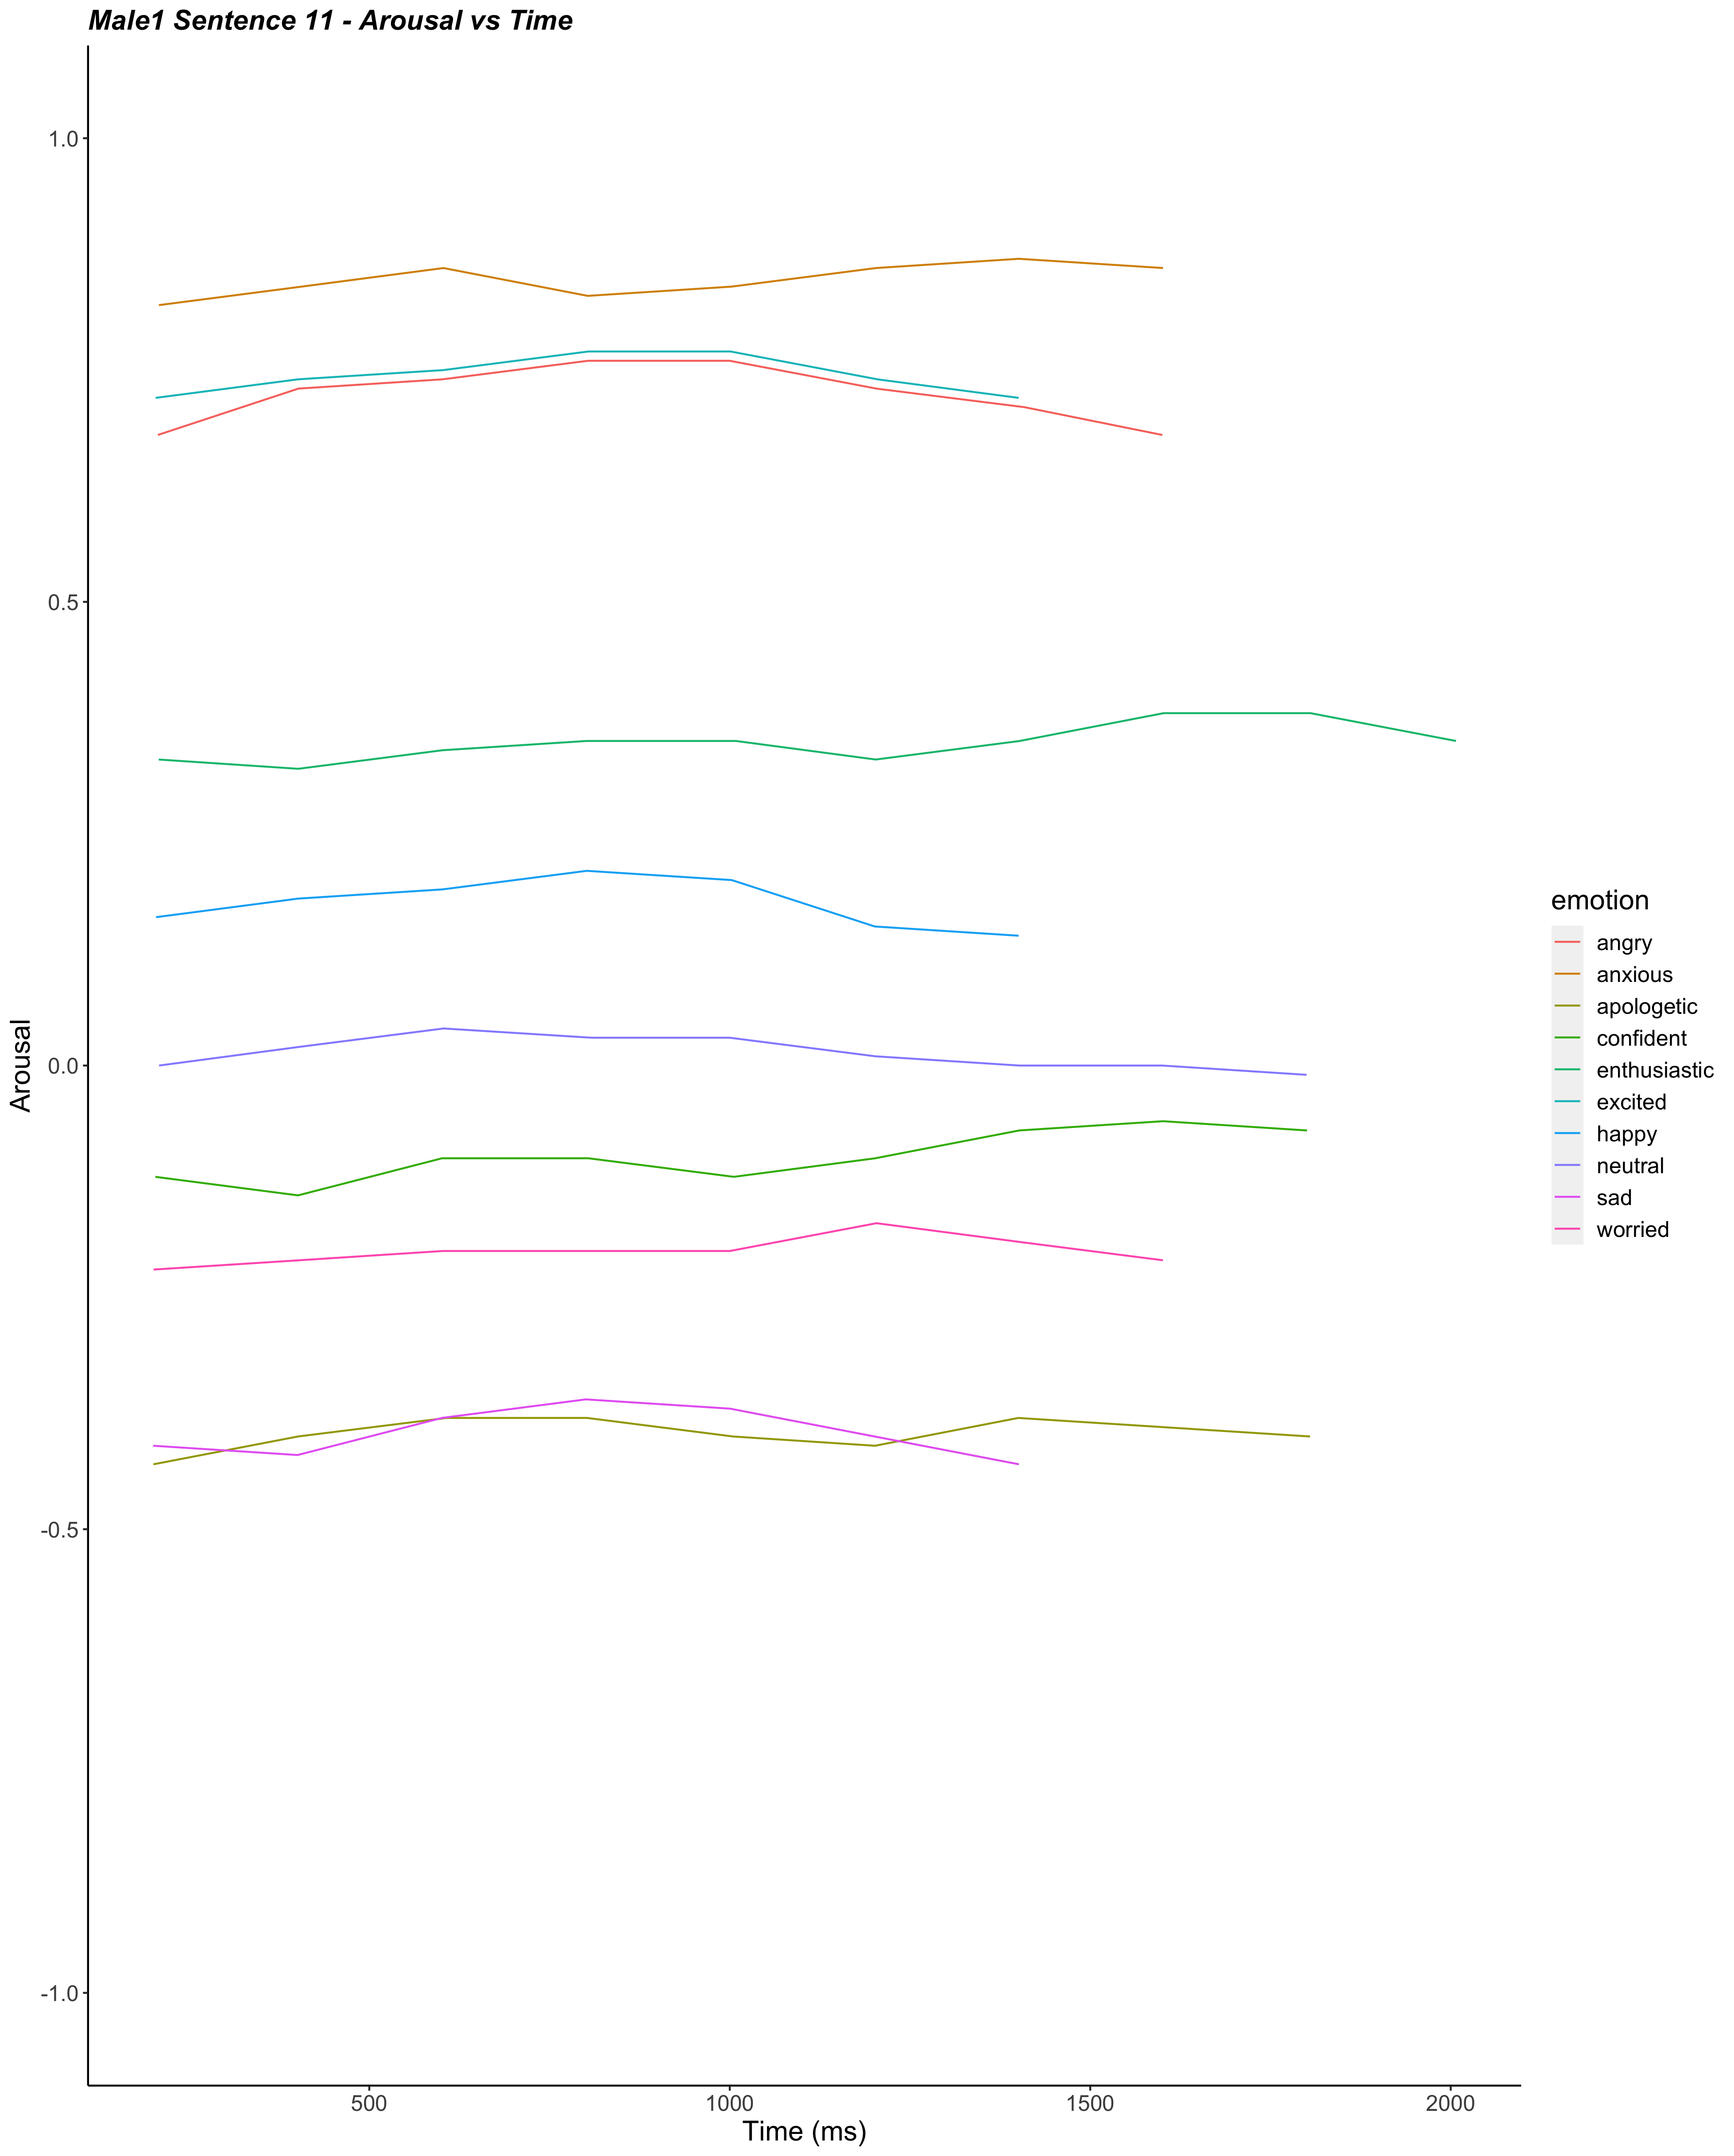 Male1 Sentence 11 - Arousal vs Time
1.0
0.5
0.0
-0.5
-1.0
Arousal
500
1000
1500
2000
Time (ms)
emotion
angry
anxious
apologetic
confident
enthusiastic
excited
happy
neutral
sad
worried